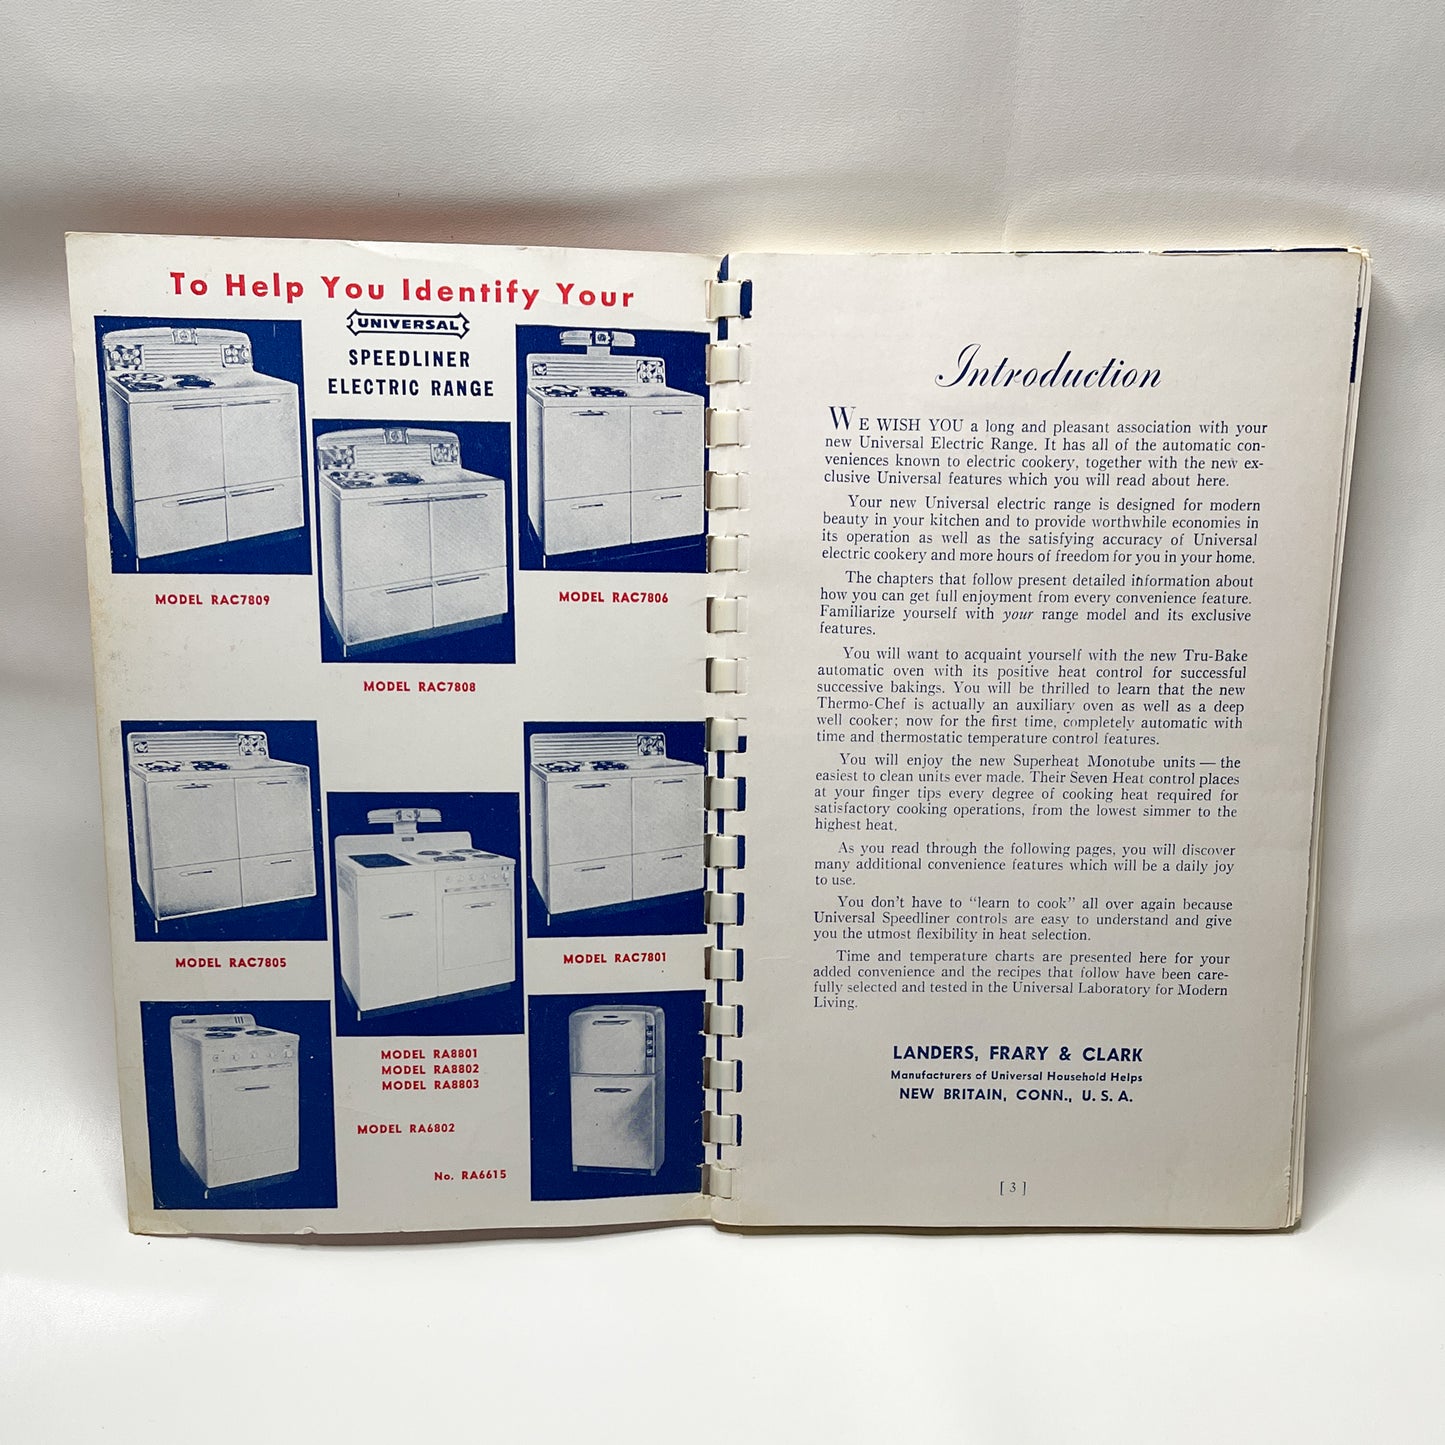 To Help You Identify Your
UNIVERSAL
SPEEDLINER
ELECTRIC RANGE
MODEL RAC7809
MODEL RAC7806
MODEL RAC7808
MODEL RAC7805
MODEL RAC7801
MODEL RA8801
MODEL RA8802
MODEL RA8803
MODEL RA6802
No. RA6615
Introduction
WE WISH YOU a long and pleasant association with your
new Universal Electric Range. It has all of the automatic con-
veniences known to electric cookery, together with the new ex-
clusive Universal features which you will read about here.
Your new Universal electric range is designed for modern
beauty in your kitchen and to provide worthwhile economies in
its operation as well as the satisfying accuracy of Universal
electric cookery and more hours of freedom for you in your home.
The chapters that follow present detailed information about
how you can get full enjoyment from every convenience feature.
Familiarize yourself with your range model and its exclusive
features.
You will want to acquaint yourself with the new Tru-Bake
automatic oven with its positive heat control for successful
successive bakings. You will be thrilled to learn that the new
Thermo-Chef is actually an auxiliary oven as well as a deep
well cooker; now for the first time, completely automatic with
time and thermostatic temperature control features.
You will enjoy the new Superheat Monotube units — the
easiest to clean units ever made. Their Seven Heat control places
at your finger tips every degree of cooking heat required for
satisfactory cooking operations, from the lowest simmer to the
highest heat.
As you read through the following pages, you will discover
many additional convenience features which will be a daily joy
to use.
You don't have to "learn to cook" all over again because
Universal Speedliner controls are easy to understand and give
you the utmost flexibility in heat selection.
Time and temperature charts are presented here for your
added convenience and the recipes that follow have been care-
fully selected and tested in the Universal Laboratory for Modern
Living.
LANDERS, FRARY & CLARK
Manufacturers of Universal Household Helps
NEW BRITAIN, CONN., U. S. A.
[ 3 ]